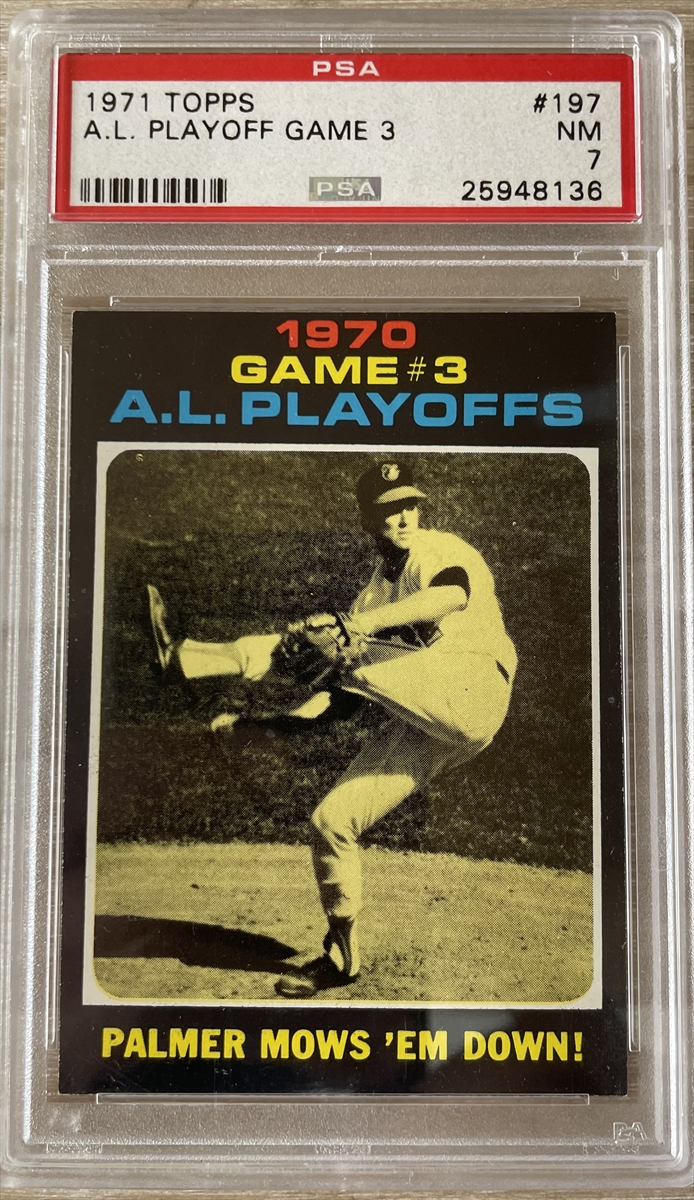 PSA
1971 TOPPS #197
A.L. PLAYOFF GAME 3 NM
7
PSA 25948136
1970
GAME #3
A.L. PLAYOFFS
PALMER MOWS 'EM DOWN!